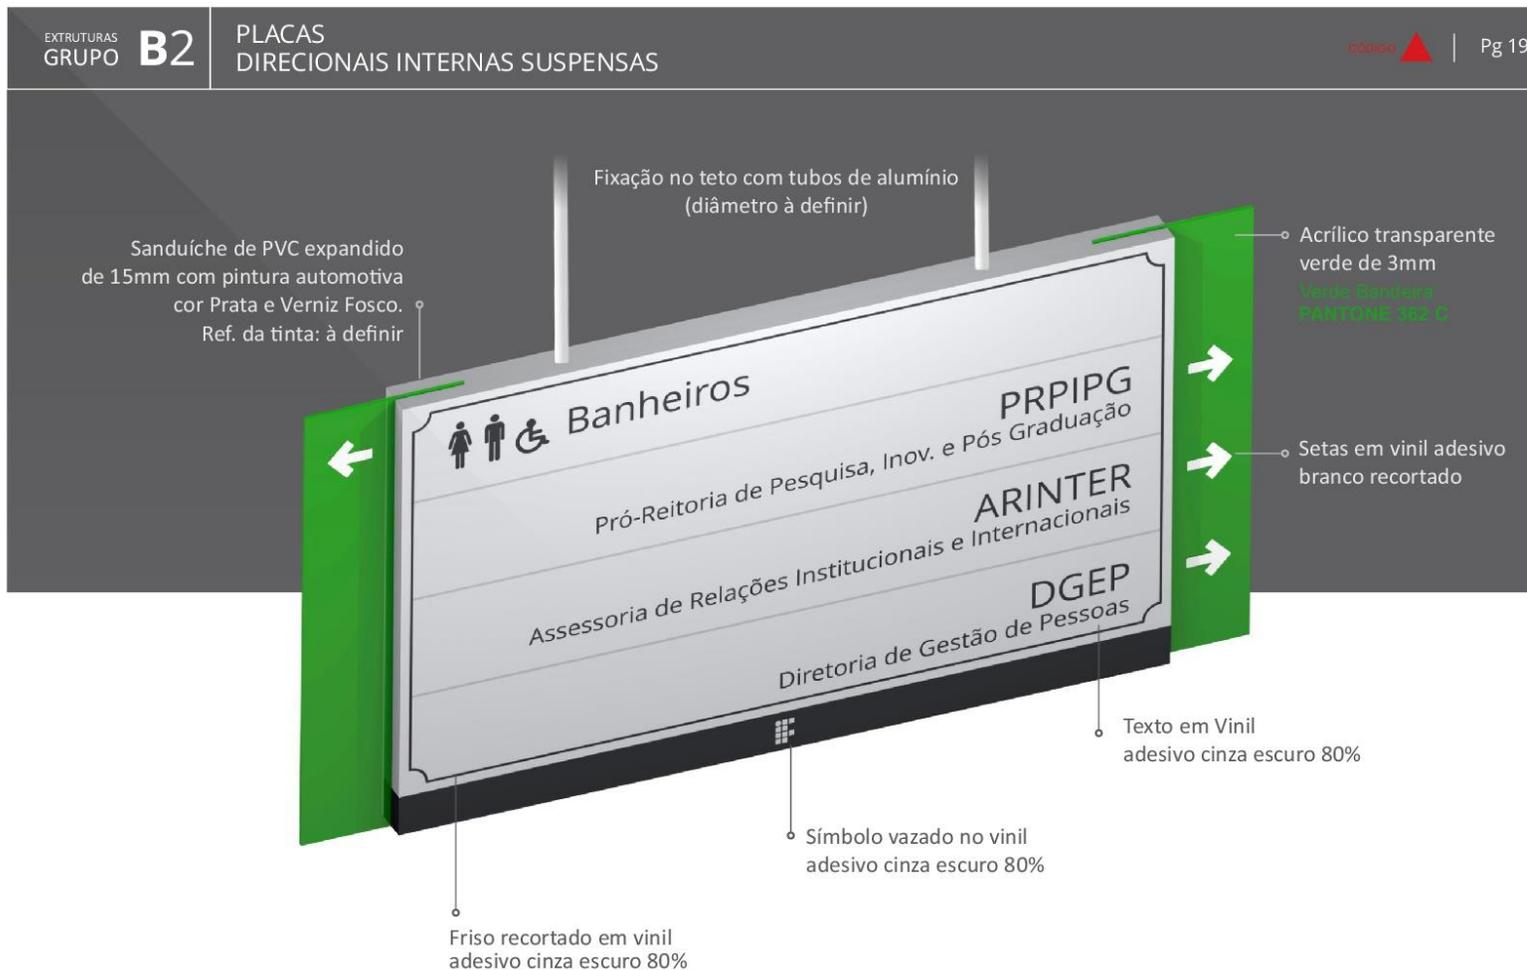 EXTRUTURAS
GRUPO B2
PLACAS
DIRECIONAIS INTERNAS SUSPENSAS
CÓDIGO
Pg 19
Fixação no teto com tubos de alumínio
(diâmetro à definir)
Sanduíche de PVC expandido
de 15mm com pintura automotiva
cor Prata e Verniz Fosco.
Ref. da tinta: à definir
Acrílico transparente
verde de 3mm
Verde Bandeira
PANTONE 362 C
Setas em vinil adesivo
branco recortado
Banheiros
PRPIPG
Pró-Reitoria de Pesquisa, Inov. e Pós Graduação
ARINTER
Assessoria de Relações Institucionais e Internacionais
DGEP
Diretoria de Gestão de Pessoas
Texto em Vinil
adesivo cinza escuro 80%
Símbolo vazado no vinil
adesivo cinza escuro 80%
Friso recortado em vinil
adesivo cinza escuro 80%